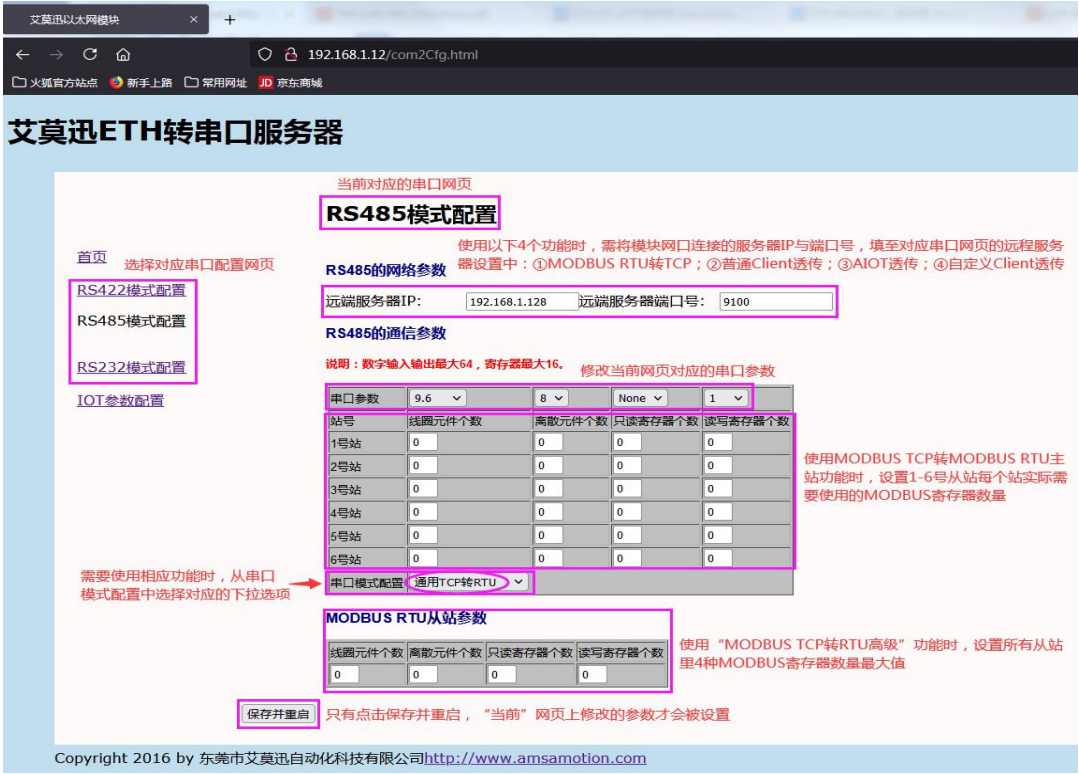 艾莫迅以太网模块
192.168.1.12/com2Cfg.html
火狐官方站点 新手上路 常用网址 JD 京东商城
艾莫迅ETH转串口服务器
当前对应的串口网页
RS485模式配置
使用以下4个功能时，需将模块网口连接的服务器IP与端口号，填至对应串口网页的远程服务
器设置中：①MODBUS RTU转TCP；②普通Client透传；③AIOT透传；④自定义Client透传
首页
选择对应串口配置网页
RS422模式配置
RS485模式配置
RS232模式配置
IOT参数配置
RS485的网络参数
远端服务器IP: 192.168.1.128 远端服务器端口号: 9100
RS485的通信参数
说明：数字输入输出最大64，寄存器最大16。
修改当前网页对应的串口参数
串口参数 9.6 8 None 1
站号 线圈元件个数 离散元件个数 只读寄存器个数 读写寄存器个数
1号站 0 0 0 0
2号站 0 0 0 0
3号站 0 0 0 0
4号站 0 0 0 0
5号站 0 0 0 0
6号站 0 0 0 0
使用MODBUS TCP转MODBUS RTU主
站功能时，设置1-6号从站每个站实际需
要使用的MODBUS寄存器数量
需要使用相应功能时，从串口
模式配置中选择对应的下拉选项
串口模式配置 通用TCP转RTU
MODBUS RTU从站参数
线圈元件个数 离散元件个数 只读寄存器个数 读写寄存器个数
0 0 0 0
使用“MODBUS TCP转RTU高级”功能时，设置所有从站
里4种MODBUS寄存器数量最大值
保存并重启
只有点击保存并重启，“当前”网页上修改的参数才会被设置
Copyright 2016 by 东莞市艾莫迅自动化科技有限公司http://www.amsamotion.com